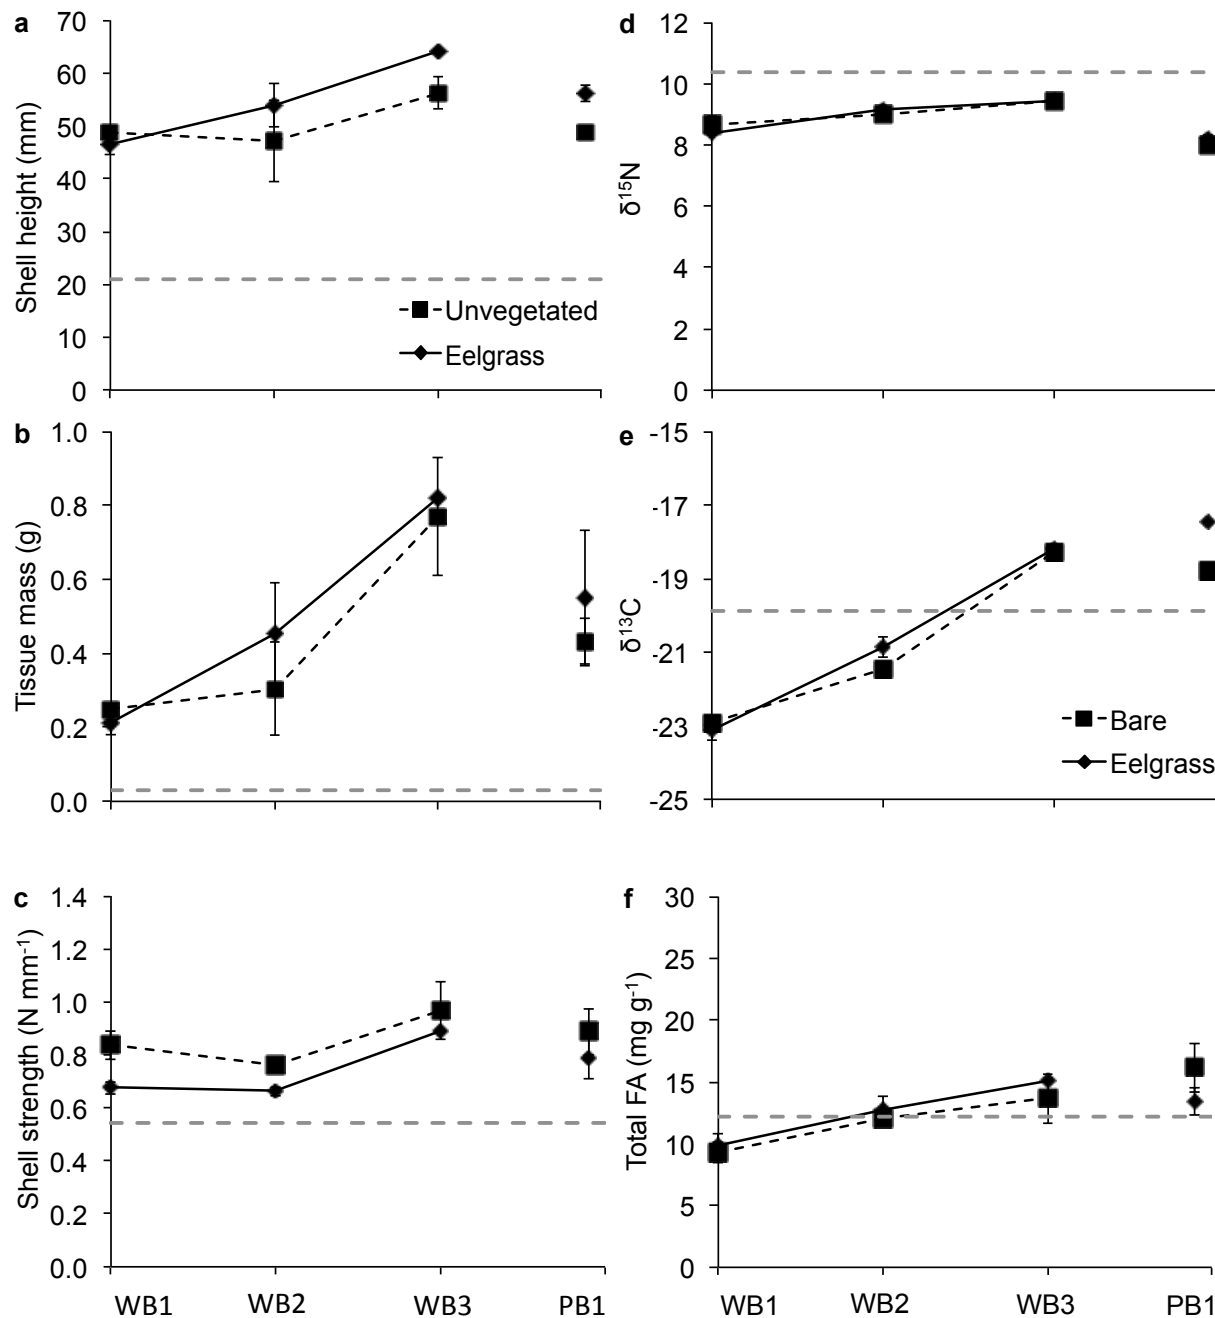 a
Shell height (mm)
70
60
50
40
30
20
10
0
Unvegetated
Eelgrass
d
δ15N
12
10
8
6
4
2
0
b
Tissue mass (g)
1.0
0.8
0.6
0.4
0.2
0.0
e
δ13C
-15
-17
-19
-21
-23
-25
Bare
Eelgrass
c
Shell strength (N mm-1)
1.4
1.2
1.0
0.8
0.6
0.4
0.2
0.0
WB1 WB2 WB3 PB1
f
Total FA (mg g-1)
30
25
20
15
10
5
0
WB1 WB2 WB3 PB1